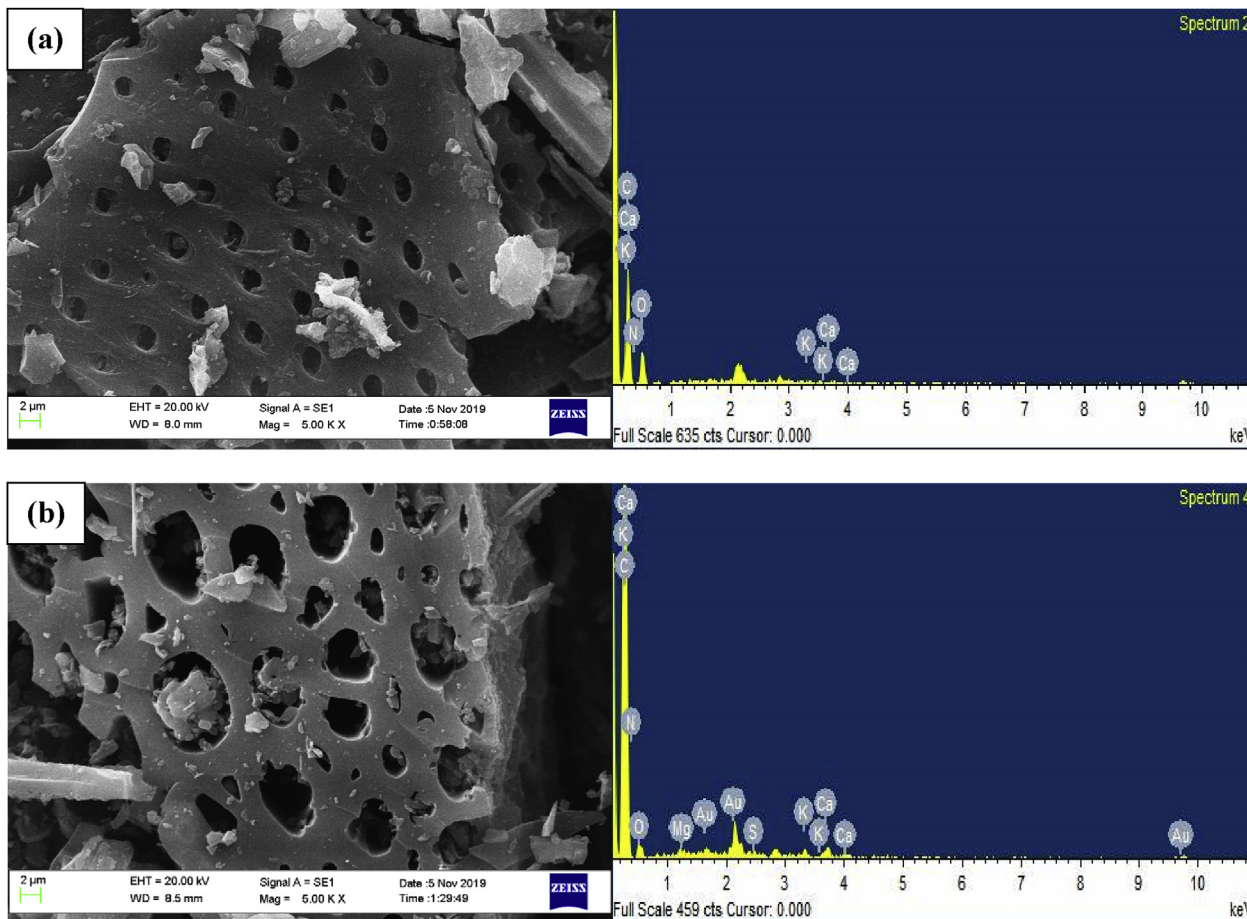 (a)
Spectrum 2
C
Ca
K
O
N
K
Ca
K
Ca
1 2 3 4 5 6 7 8 9 10
Full Scale 635 cts Cursor: 0.000
keV
2 µm
EHT = 20.00 kV
Signal A = SE1
Date :5 Nov 2019
WD = 8.0 mm
Mag = 5.00 K X
Time :0:58:08
ZEISS
(b)
Spectrum 4
Ca
K
C
N
O
Mg
Au
Au
S
K
Ca
K
Ca
Au
1 2 3 4 5 6 7 8 9 10
Full Scale 459 cts Cursor: 0.000
keV
2 µm
EHT = 20.00 kV
Signal A = SE1
Date :5 Nov 2019
WD = 8.5 mm
Mag = 5.00 K X
Time :1:29:49
ZEISS